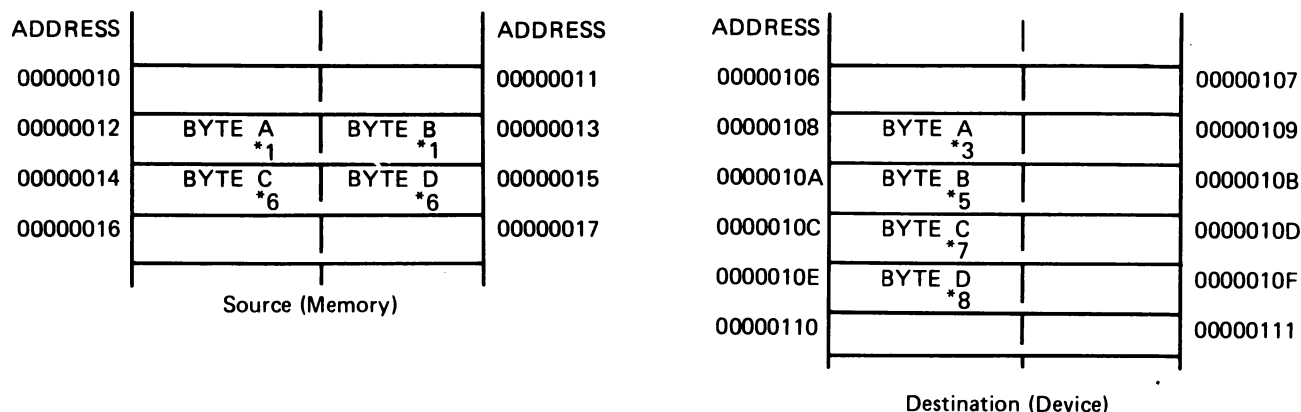 ADDRESS ADDRESS
00000010 00000011
00000012 BYTE A *1 BYTE B *1 00000013
00000014 BYTE C *6 BYTE D *6 00000015
00000016 00000017
Source (Memory)
ADDRESS
00000106 00000107
00000108 BYTE A *3 00000109
0000010A BYTE B *5 0000010B
0000010C BYTE C *7 0000010D
0000010E BYTE D *8 0000010F
00000110 00000111
Destination (Device)